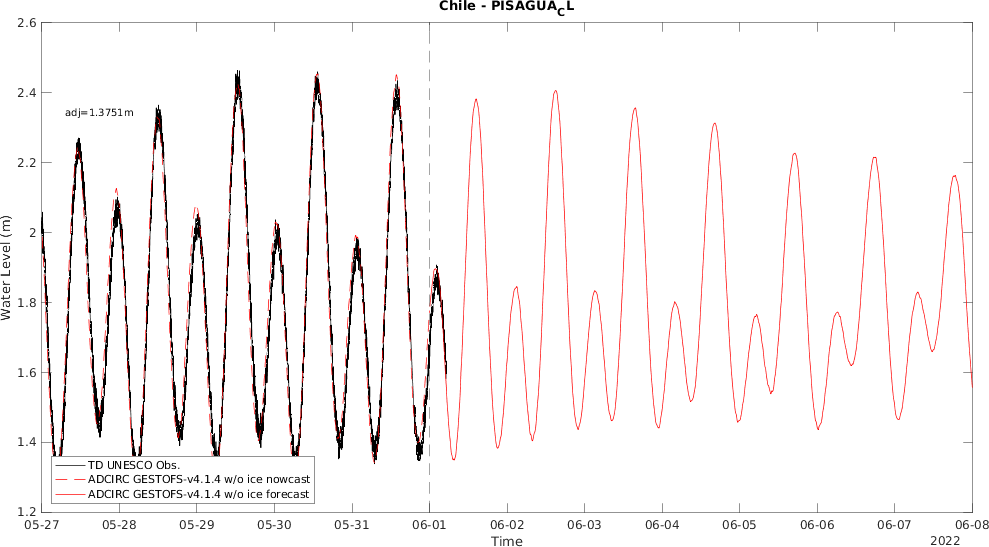 Chile - PISAGUA_CL
2.6
2.4
2.2
2
1.8
1.6
1.4
1.2
Water Level (m)
adj=1.3751m
TD UNESCO Obs.
ADCIRC GESTOFS-v4.1.4 w/o ice nowcast
ADCIRC GESTOFS-v4.1.4 w/o ice forecast
05-27 05-28 05-29 05-30 05-31 06-01 06-02 06-03 06-04 06-05 06-06 06-07 06-08
Time
2022